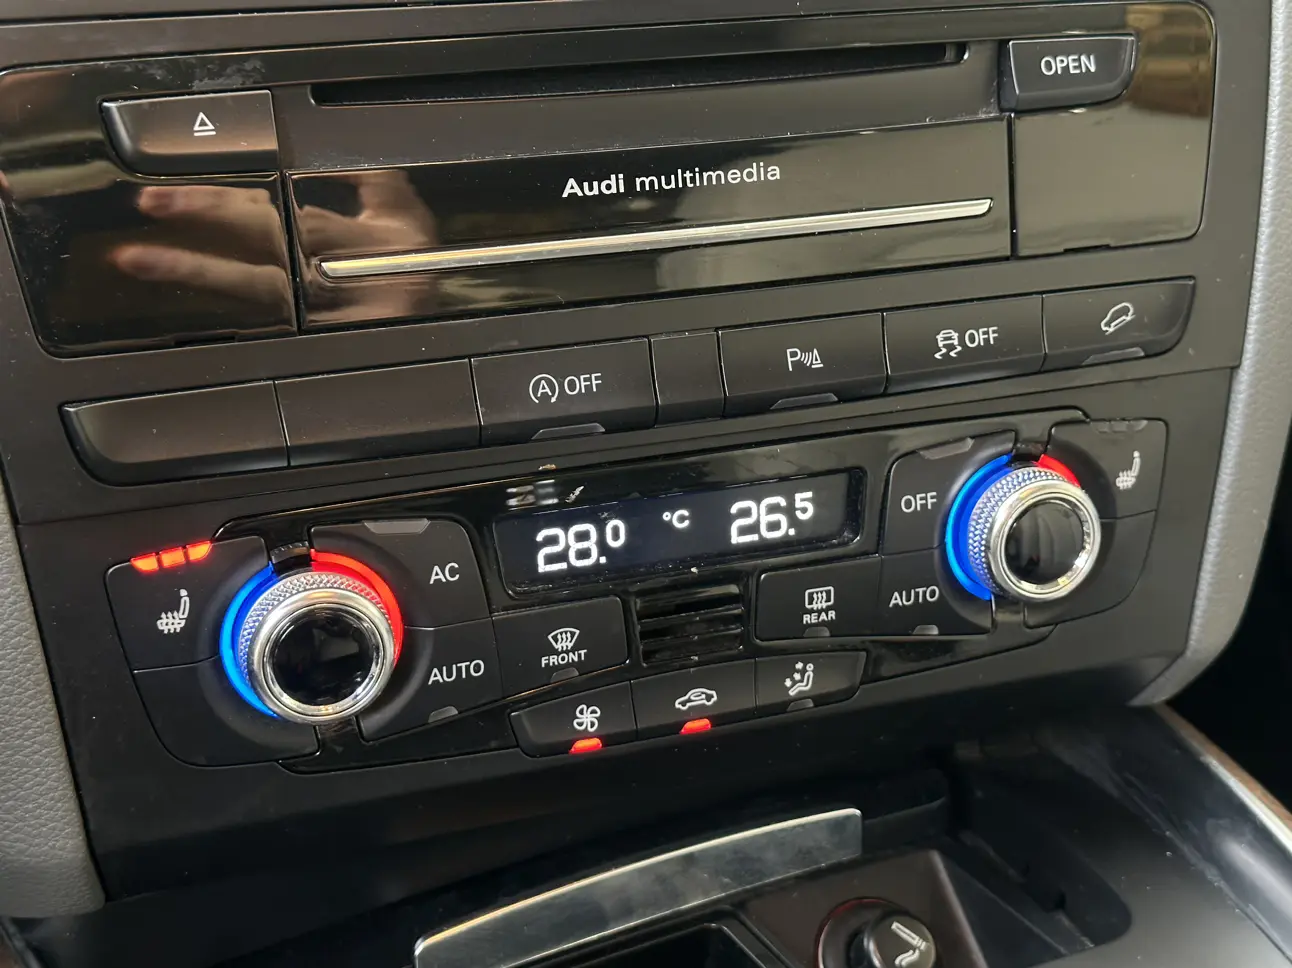 OPEN
Audi multimedia
A OFF
P
OFF
28.0 °C 26.5
OFF
AC
AUTO
FRONT
REAR
AUTO